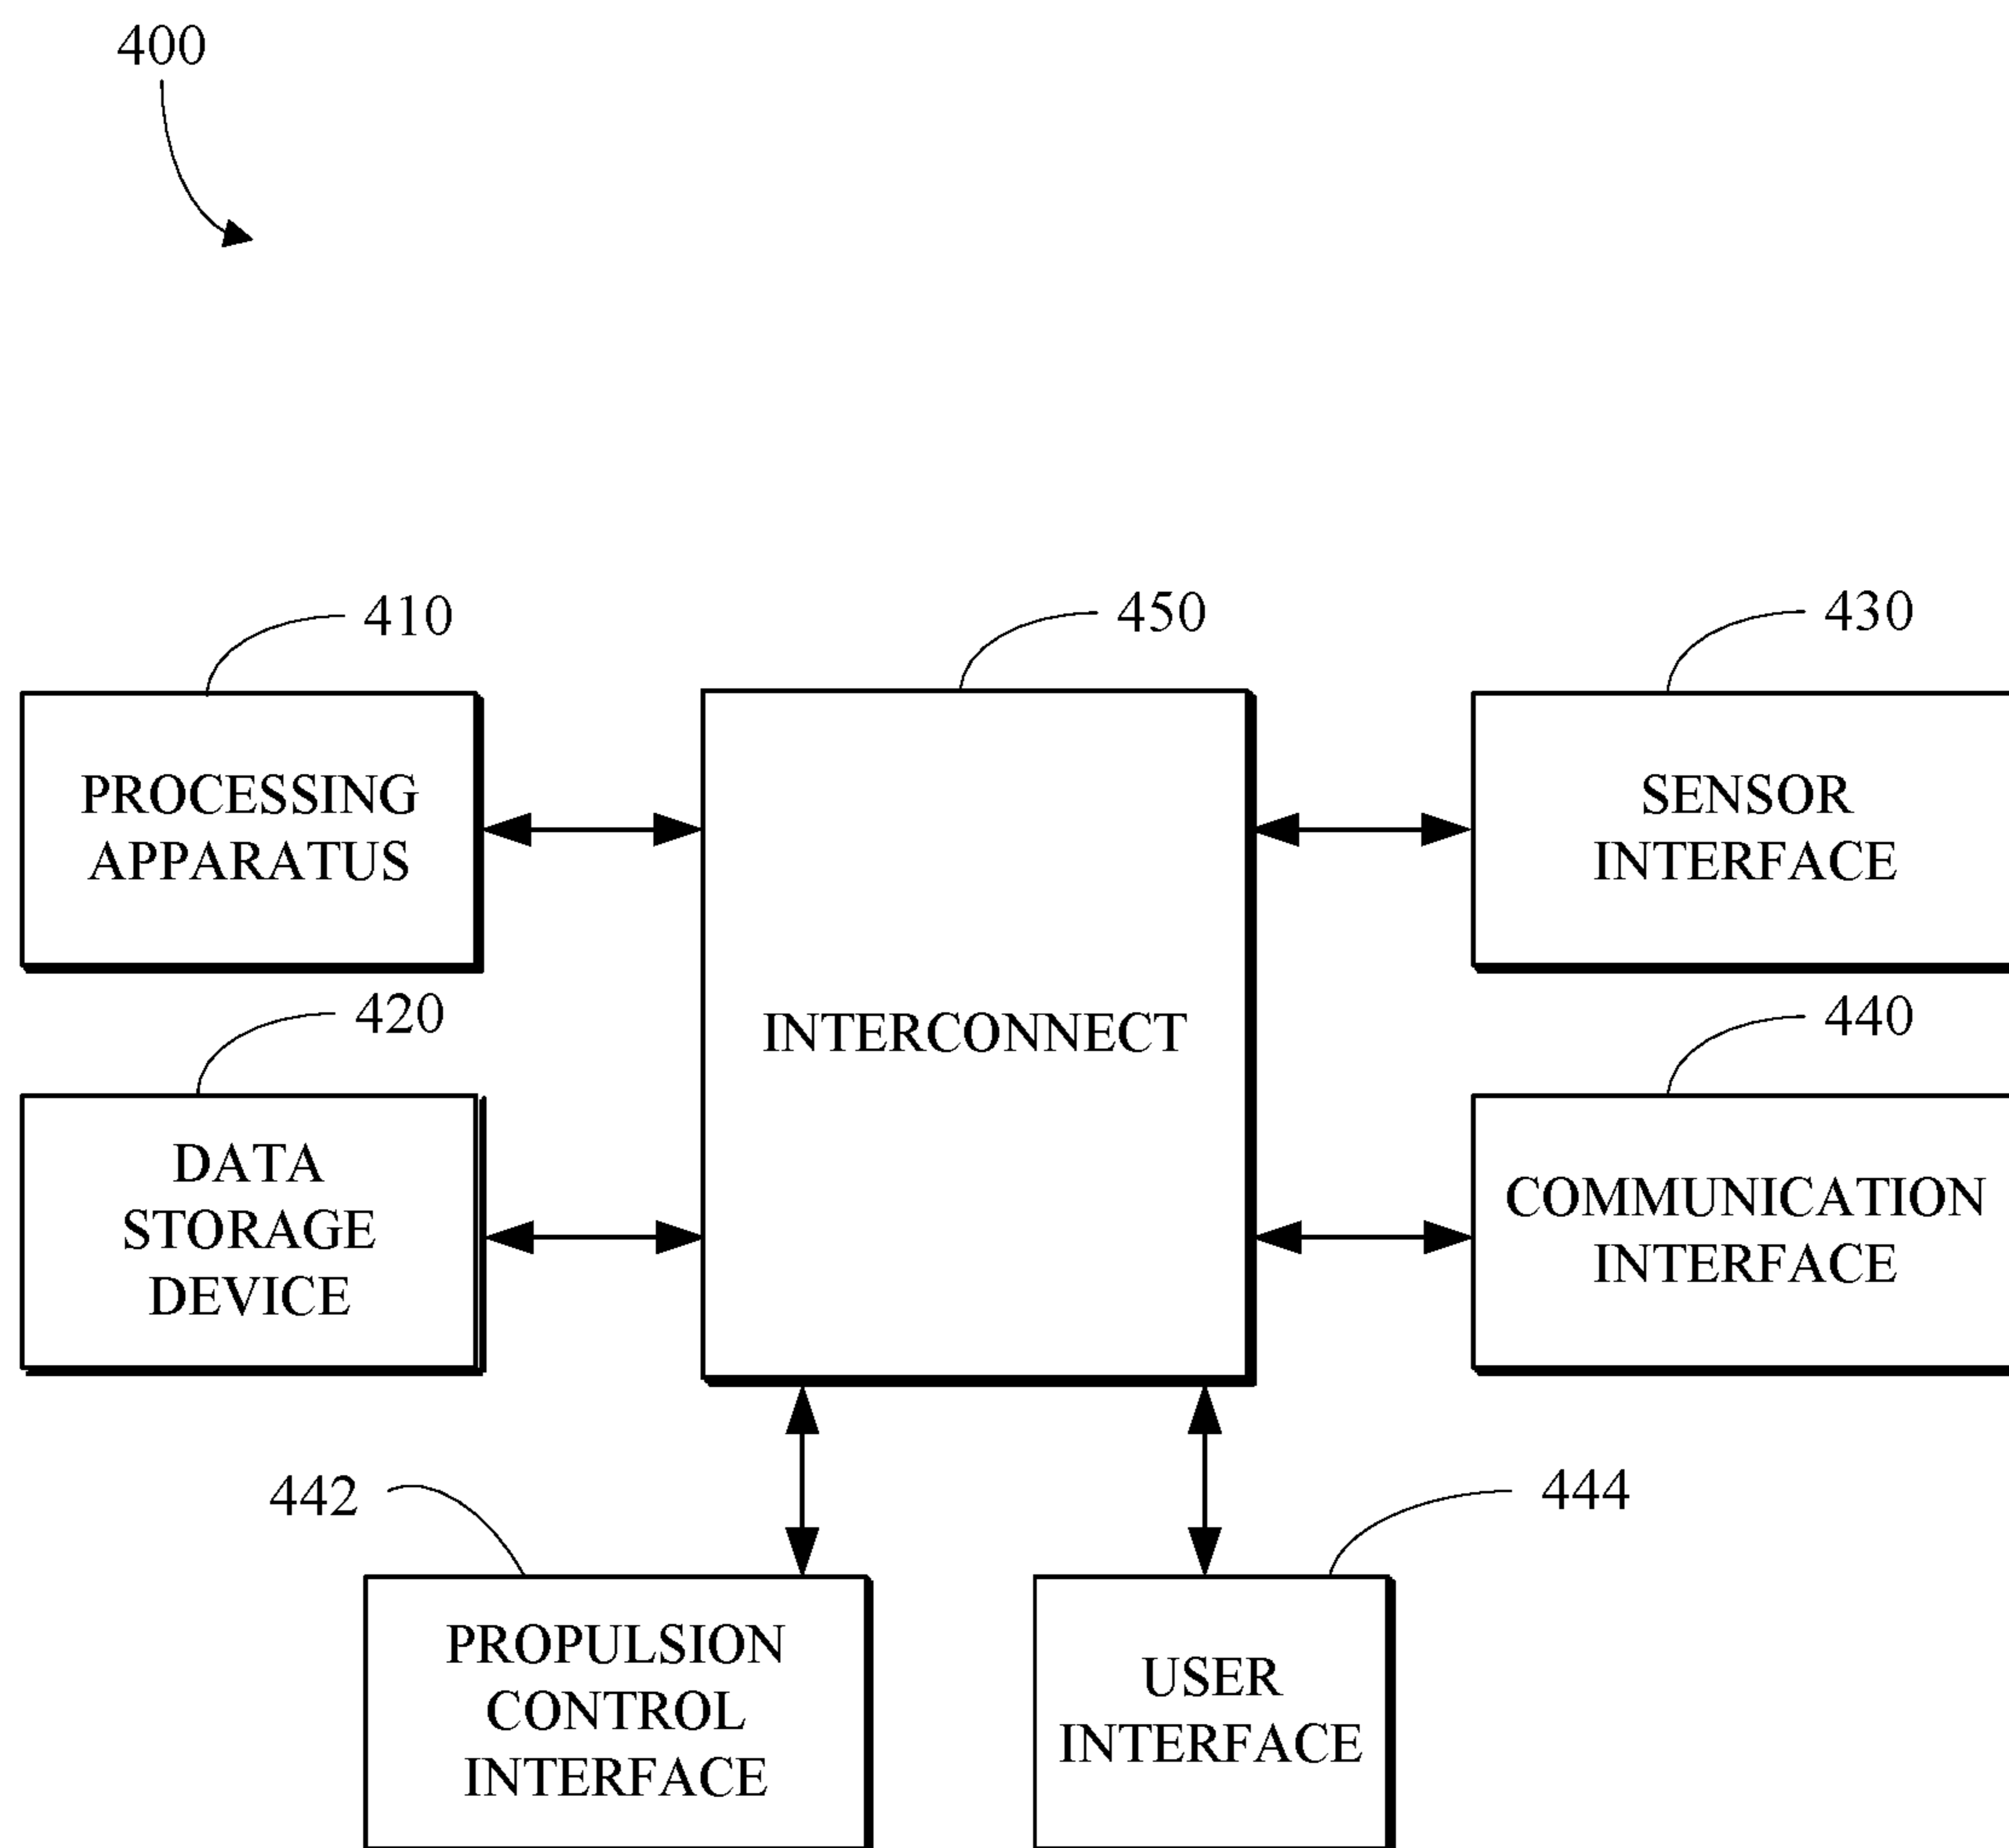 400
410
450
430
PROCESSING
APPARATUS
SENSOR
INTERFACE
INTERCONNECT
420
440
DATA
STORAGE
DEVICE
COMMUNICATION
INTERFACE
442
444
PROPULSION
CONTROL
INTERFACE
USER
INTERFACE